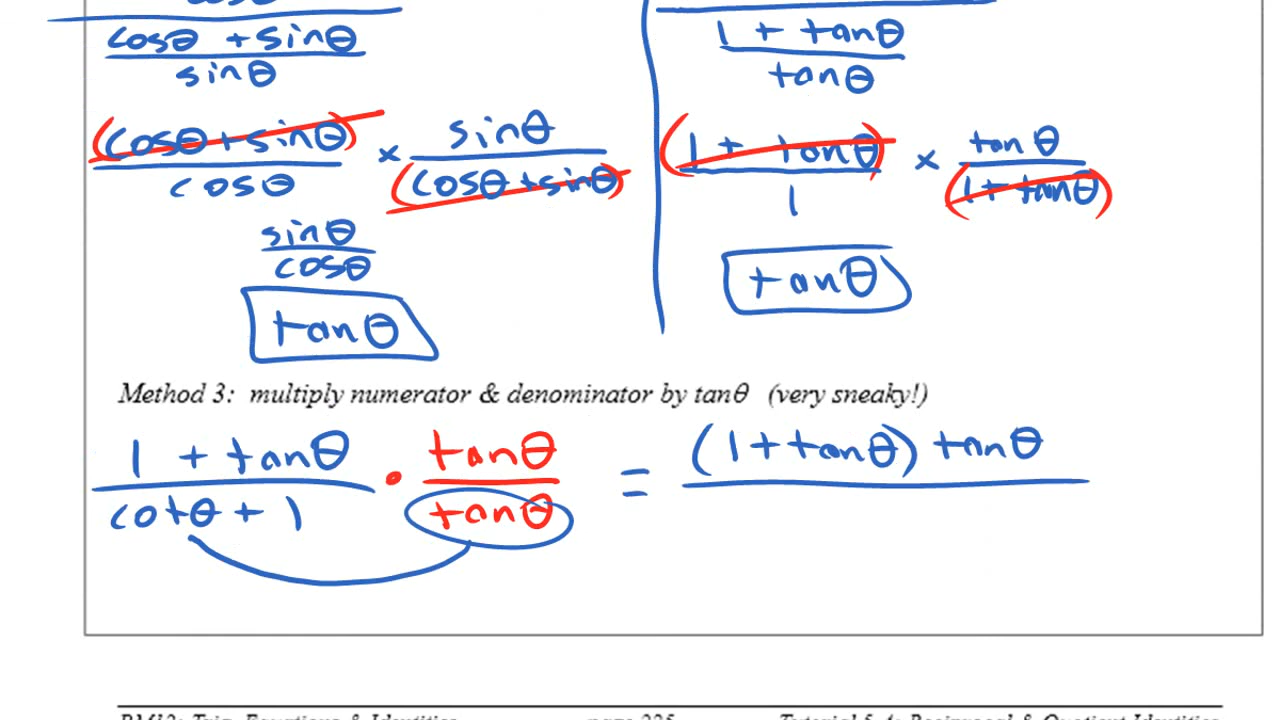 cosθ + sinθ
sinθ
(cosθ + sinθ)
cosθ
×
sinθ
(cosθ + sinθ)
sinθ
cosθ
tanθ
1 + tanθ
tanθ
(1 + tanθ)
1
×
tanθ
(1 + tanθ)
tanθ
Method 3: multiply numerator & denominator by tanθ (very sneaky!)
1 + tanθ
cotθ + 1
·
tanθ
tanθ
=
(1 + tanθ) tanθ